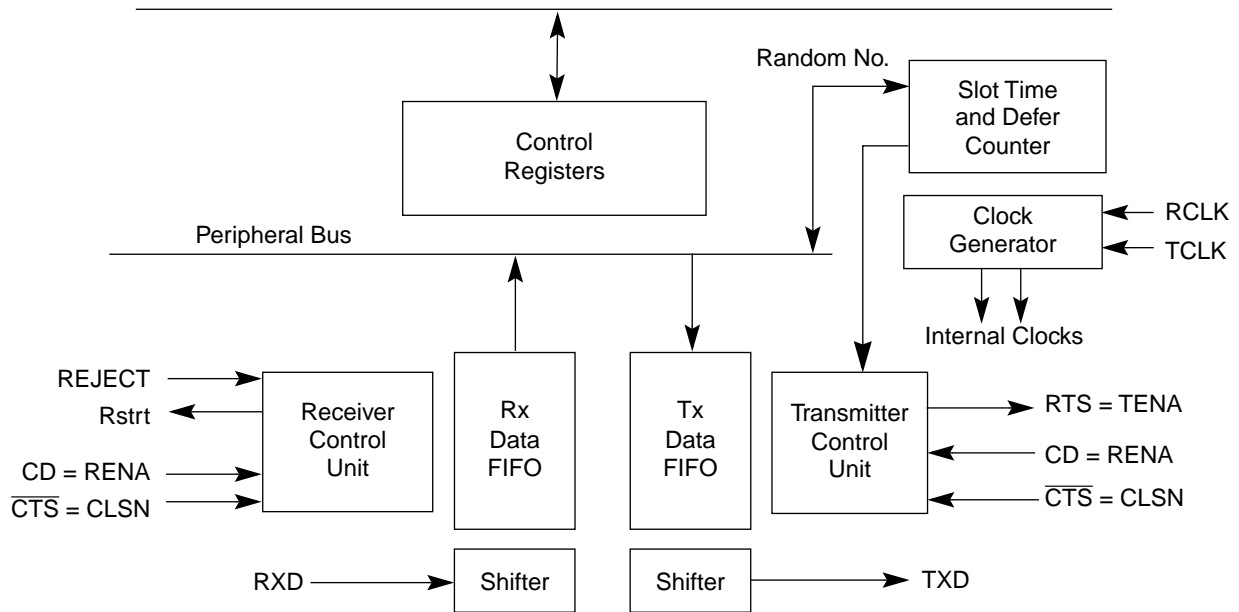 Random No.
Slot Time
and Defer
Counter
Control
Registers
Clock
Generator
RCLK
TCLK
Peripheral Bus
Internal Clocks
REJECT
Rstrt
CD = RENA
C̅T̅S̅ = CLSN
Receiver
Control
Unit
Rx
Data
FIFO
Tx
Data
FIFO
Transmitter
Control
Unit
RTS = TENA
CD = RENA
C̅T̅S̅ = CLSN
RXD
Shifter
Shifter
TXD